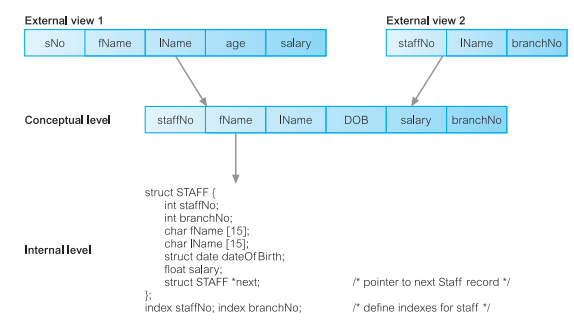 External view 1 External view 2
sNo fName lName age salary staffNo lName branchNo
Conceptual level staffNo fName lName DOB salary branchNo
struct STAFF {
int staffNo;
int branchNo;
char fName [15];
char lName [15];
Internal level struct date dateOfBirth;
float salary;
struct STAFF *next; /* pointer to next Staff record */
};
index staffNo; index branchNo; /* define indexes for staff */